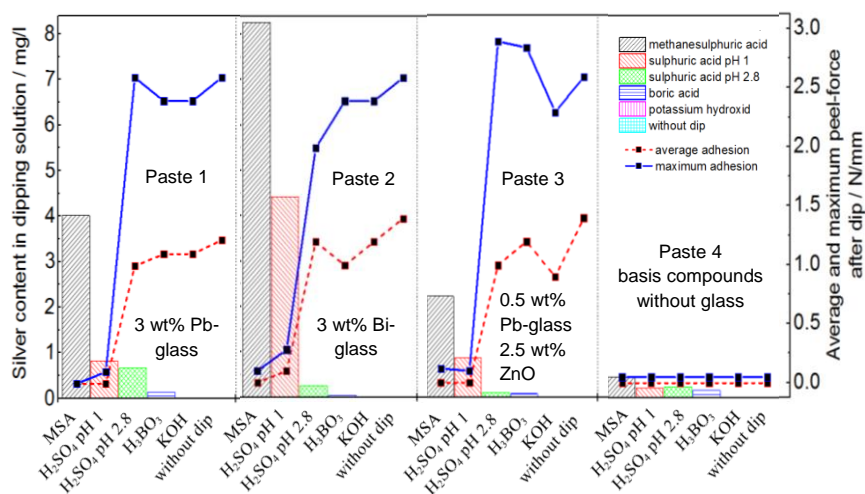 Silver content in dipping solution / mg/l
8
7
6
5
4
3
2
1
0
Paste 1
3 wt% Pb-
glass
Paste 2
3 wt% Bi-
glass
Paste 3
0.5 wt%
Pb-glass
2.5 wt%
ZnO
Paste 4
basis compounds
without glass
methanesulphuric acid
sulphuric acid pH 1
sulphuric acid pH 2.8
boric acid
potassium hydroxid
without dip
average adhesion
maximum adhesion
3.0
2.5
2.0
1.5
1.0
0.5
0.0
Average and maximum peel-force
after dip / N/mm
MSA
H₂SO₄ pH 1
H₂SO₄ pH 2.8
H₃BO₃
KOH
without dip
MSA
H₂SO₄ pH 1
H₂SO₄ pH 2.8
H₃BO₃
KOH
without dip
MSA
H₂SO₄ pH 1
H₂SO₄ pH 2.8
H₃BO₃
KOH
without dip
MSA
H₂SO₄ pH 1
H₂SO₄ pH 2.8
H₃BO₃
KOH
without dip